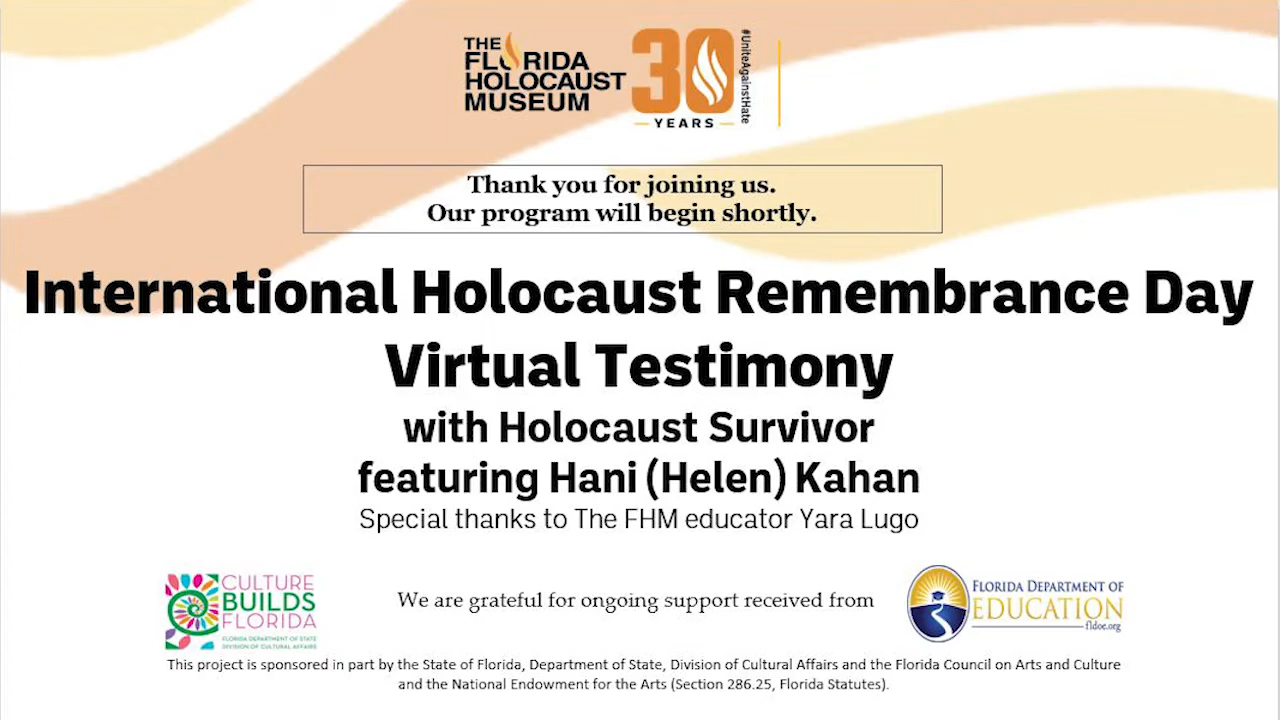 THE
FLORIDA
HOLOCAUST
MUSEUM
30
YEARS
#UniteAgainstHate
Thank you for joining us.
Our program will begin shortly.
International Holocaust Remembrance Day
Virtual Testimony
with Holocaust Survivor
featuring Hani (Helen) Kahan
Special thanks to The FHM educator Yara Lugo
CULTURE
BUILDS
FLORIDA
FLORIDA DEPARTMENT OF STATE
DIVISION OF CULTURAL AFFAIRS
We are grateful for ongoing support received from
FLORIDA DEPARTMENT OF
EDUCATION
fldoe.org
This project is sponsored in part by the State of Florida, Department of State, Division of Cultural Affairs and the Florida Council on Arts and Culture
and the National Endowment for the Arts (Section 286.25, Florida Statutes).